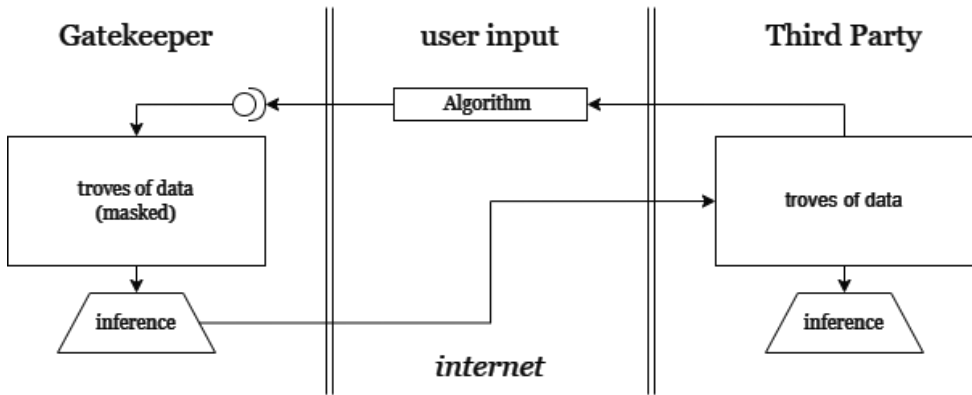 Gatekeeper
user input
Third Party
Algorithm
troves of data
(masked)
troves of data
inference
inference
internet